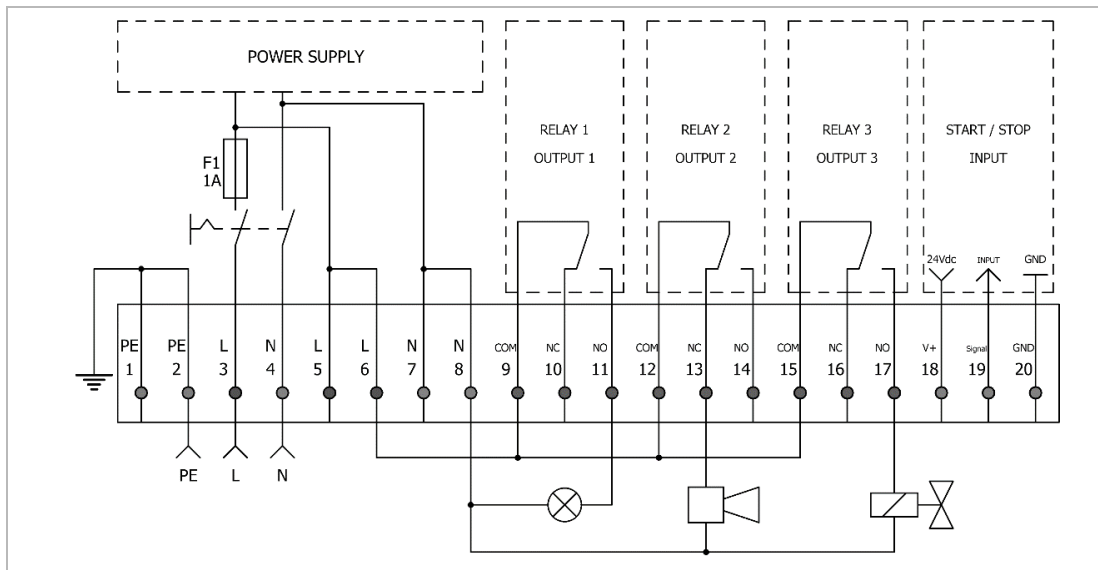 POWER SUPPLY
RELAY 1
OUTPUT 1
RELAY 2
OUTPUT 2
RELAY 3
OUTPUT 3
START / STOP
INPUT
F1
1A
24Vdc
INPUT
GND
PE
1
PE
2
L
3
N
4
L
5
L
6
N
7
N
8
COM
9
NC
10
NO
11
COM
12
NC
13
NO
14
COM
15
NC
16
NO
17
V+
18
Signal
19
GND
20
PE
L
N